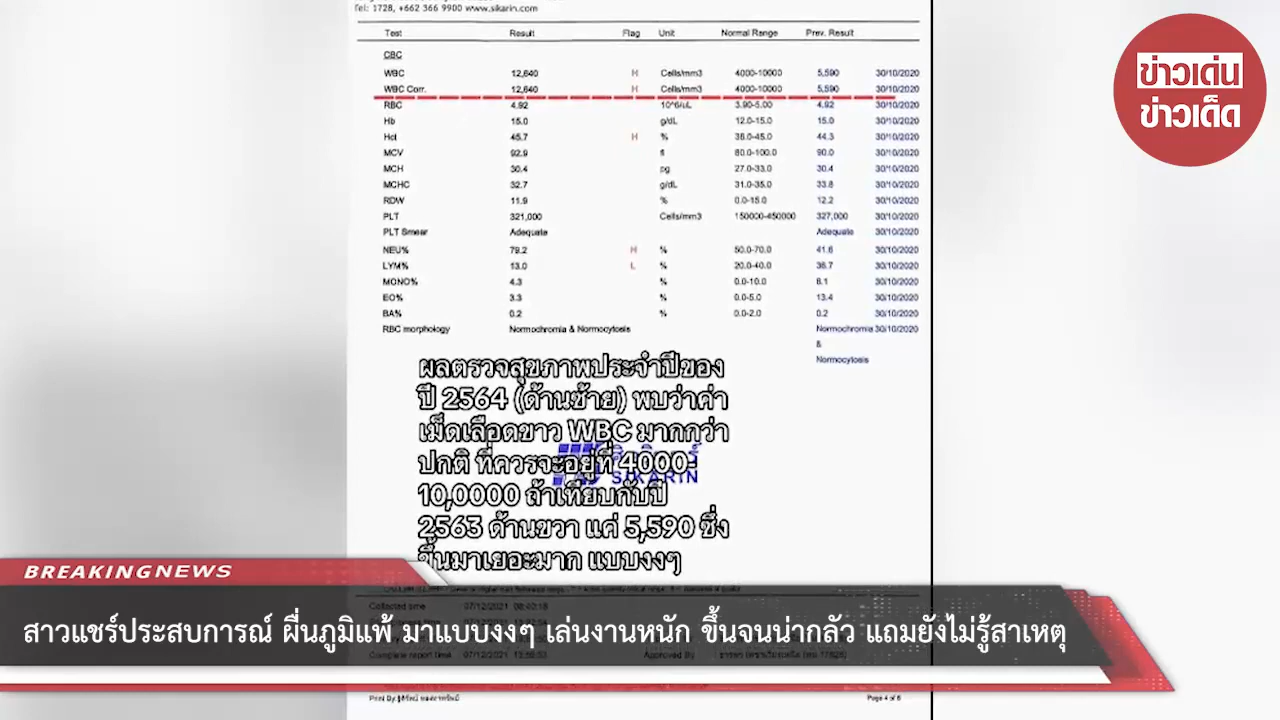 Tel: 1728, +662 366 9900 www.sikarin.com
Test Result Flag Unit Normal Range Prev. Result
CBC
WBC 12,640 H Cells/mm3 4000-10000 5,590 30/10/2020
WBC Corr. 12,640 H Cells/mm3 4000-10000 5,590 30/10/2020
RBC 4.92 10^6/uL 3.90-5.00 4.92 30/10/2020
Hb 15.0 g/dL 12.0-15.0 15.0 30/10/2020
Hct 45.7 H % 36.0-45.0 44.3 30/10/2020
MCV 92.9 fl 80.0-100.0 90.0 30/10/2020
MCH 30.4 pg 27.0-33.0 30.4 30/10/2020
MCHC 32.7 g/dL 31.0-35.0 33.8 30/10/2020
RDW 11.9 % 0.0-15.0 12.2 30/10/2020
PLT 321,000 Cells/mm3 150000-450000 327,000 30/10/2020
PLT Smear Adequate Adequate 30/10/2020
NEU% 79.2 H % 50.0-70.0 41.6 30/10/2020
LYM% 13.0 L % 20.0-40.0 36.7 30/10/2020
MONO% 4.3 % 0.0-10.0 8.1 30/10/2020
EO% 3.3 % 0.0-5.0 13.4 30/10/2020
BA% 0.2 % 0.0-2.0 0.2 30/10/2020
RBC morphology Normochromia & Normocytosis Normochromia 30/10/2020
&
Normocytosis
ข่าวเด่น
ข่าวเด็ด
ผลตรวจสุขภาพประจำปีของ
ปี 2564 (ด้านซ้าย) พบว่าค่า
เม็ดเลือดขาว WBC มากกว่า
ปกติ ที่ควรจะอยู่ที่ 4000-
10,0000 ถ้าเทียบกับปี
2563 ด้านขวา แค่ 5,590 ซึ่ง
ขึ้นมาเยอะมาก แบบงงๆ
SIKARIN
BREAKINGNEWS
Collected time 07/12/2021 08:40:18
สาวแชร์ประสบการณ์ ผื่นภูมิแพ้ มาแบบงงๆ เล่นงานหนัก ขึ้นจนน่ากลัว แถมยังไม่รู้สาเหตุ
Complete report time 07/12/2021 Approved By
Print By: Page 4 of 6